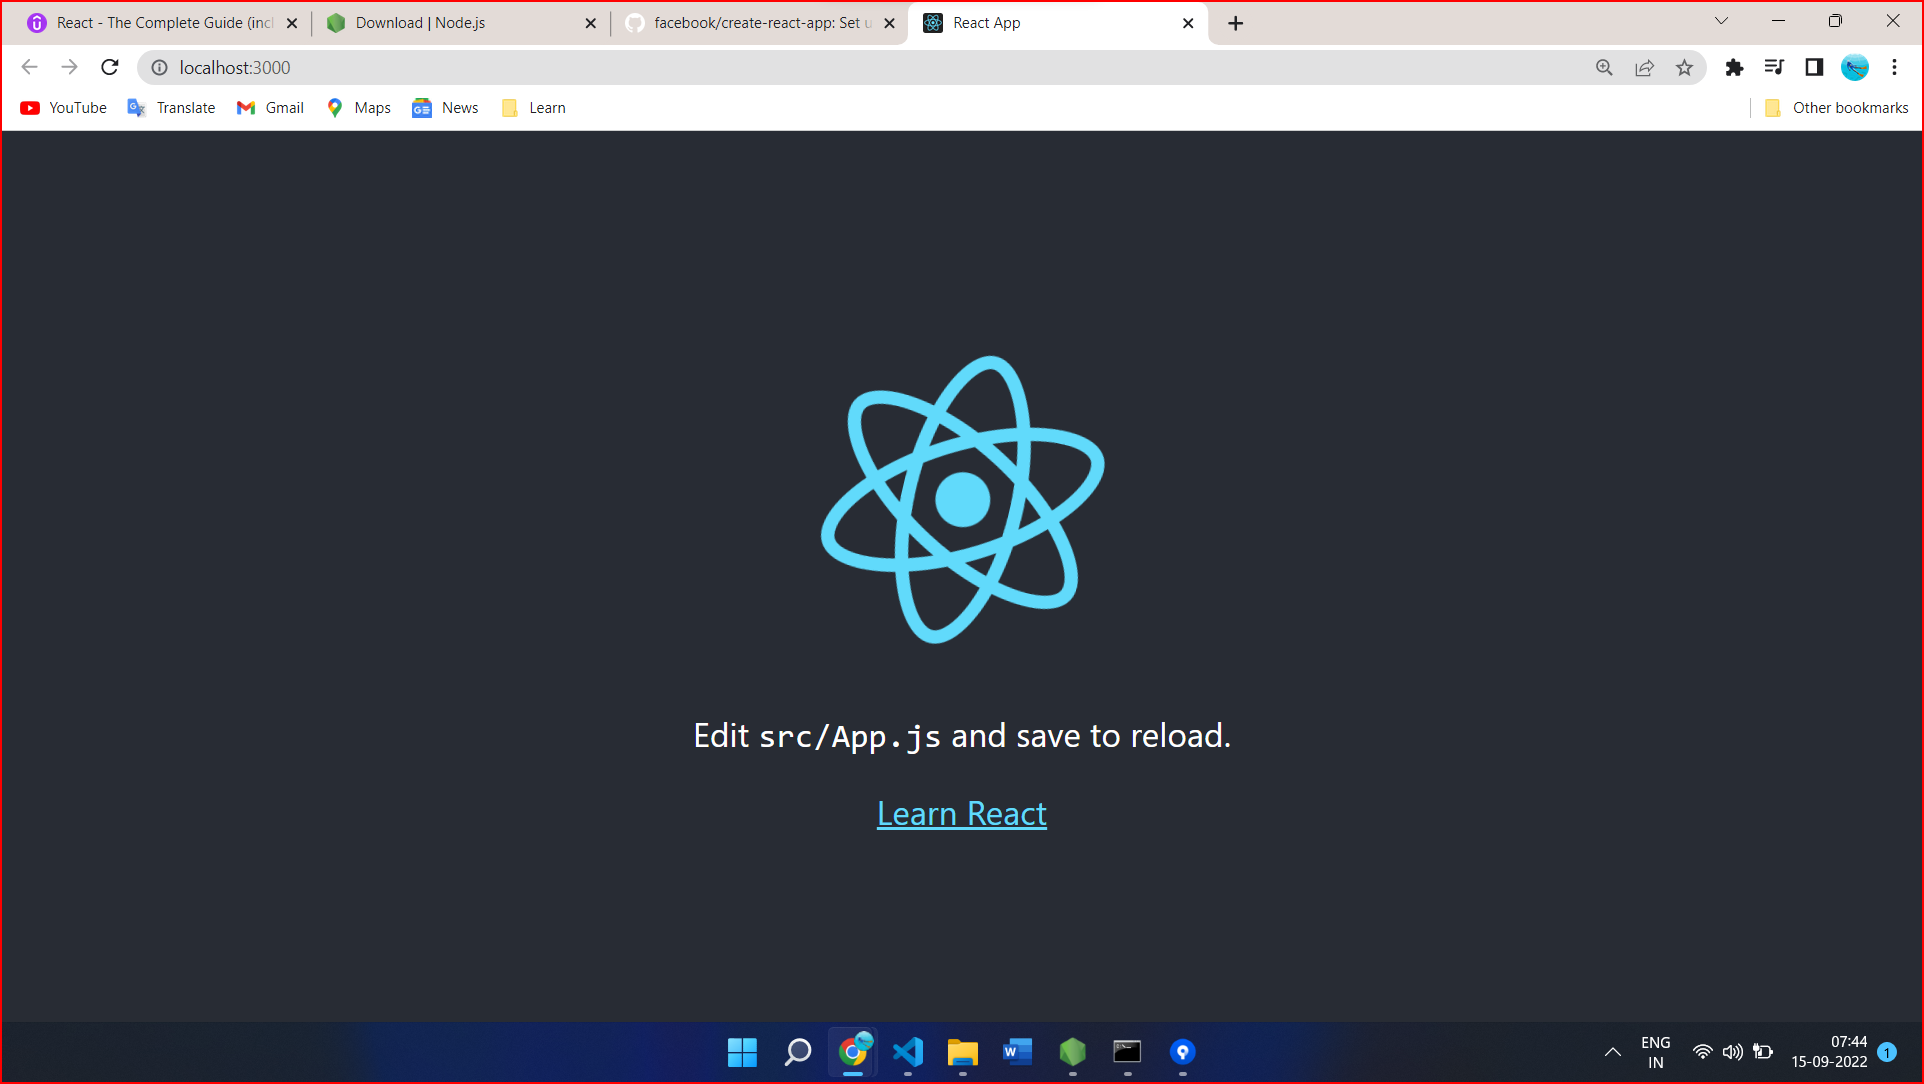 React - The Complete Guide (incl
Download | Node.js
facebook/create-react-app: Set u
React App
localhost:3000
YouTube
Translate
Gmail
Maps
News
Learn
Other bookmarks
Edit src/App.js and save to reload.
Learn React
ENG
IN
07:44
15-09-2022
1